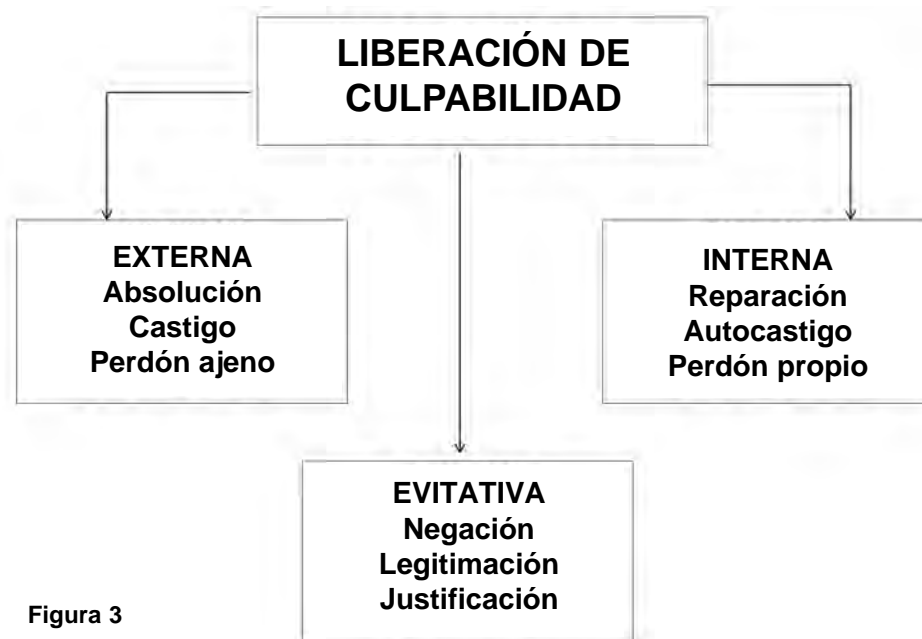 LIBERACIÓN DE
CULPABILIDAD
EXTERNA
Absolución
Castigo
Perdón ajeno
INTERNA
Reparación
Autocastigo
Perdón propio
EVITATIVA
Negación
Legitimación
Justificación
Figura 3